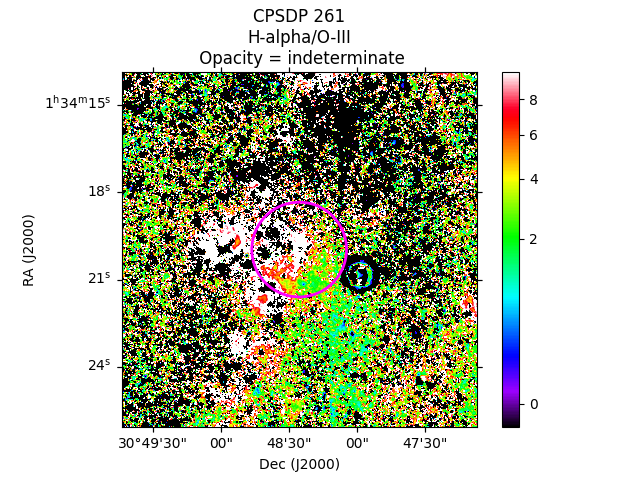 CPSDP 261
H-alpha/O-III
Opacity = indeterminate
1ʰ34ᵐ15ˢ
18ˢ
21ˢ
24ˢ
RA (J2000)
30°49'30" 00" 48'30" 00" 47'30"
Dec (J2000)
8
6
4
2
0